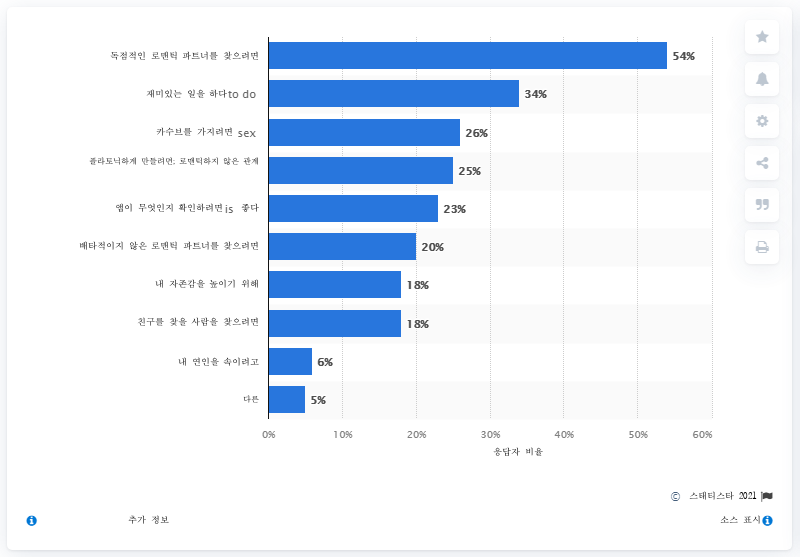 독점적인 로맨틱 파트너를 찾으려면 54%
재미있는 일을 하다to do 34%
카수브를 가지려면 sex 26%
플라토닉하게 만들려면; 로맨틱하지 않은 관계 25%
앱이 무엇인지 확인하려면is 좋다 23%
배타적이지 않은 로맨틱 파트너를 찾으려면 20%
내 자존감을 높이기 위해 18%
친구를 찾을 사람을 찾으려면 18%
내 연인을 속이려고 6%
다른 5%
0% 10% 20% 30% 40% 50% 60%
응답자 비율
© 스태티스타 2021
추가 정보 소스 표시